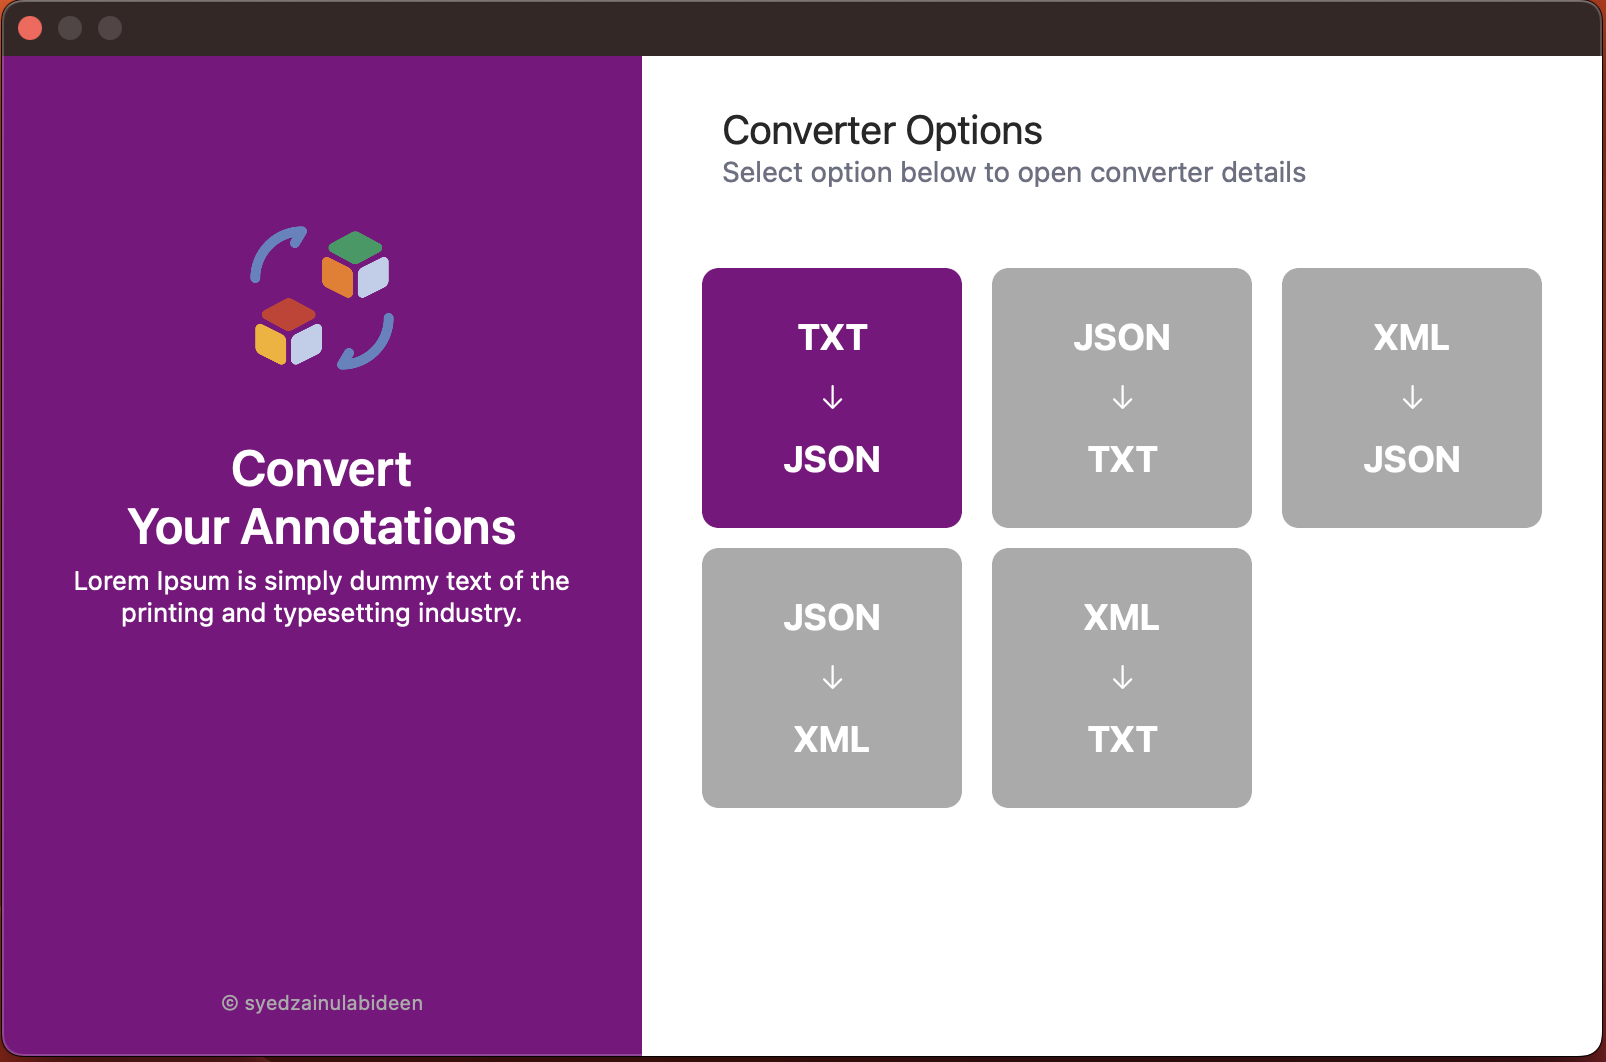 Convert
Your Annotations
Lorem Ipsum is simply dummy text of the
printing and typesetting industry.
© syedzainulabideen
Converter Options
Select option below to open converter details
TXT
↓
JSON
JSON
↓
TXT
XML
↓
JSON
JSON
↓
XML
XML
↓
TXT